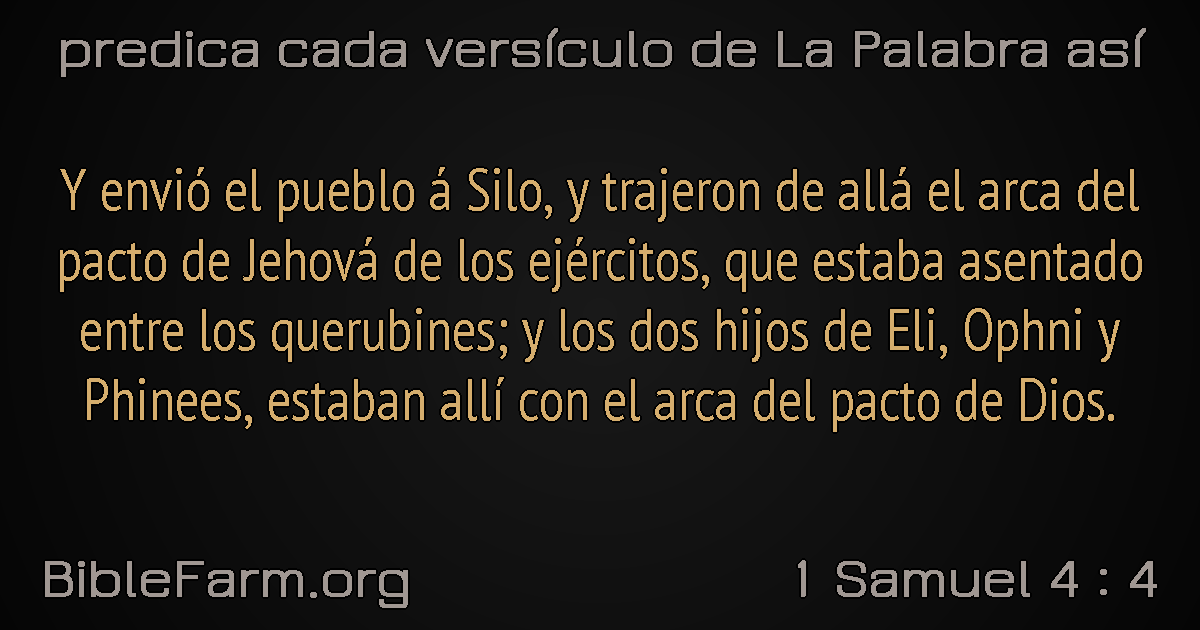 predica cada versículo de La Palabra así
Y envió el pueblo á Silo, y trajeron de allá el arca del
pacto de Jehová de los ejércitos, que estaba asentado
entre los querubines; y los dos hijos de Eli, Ophni y
Phinees, estaban allí con el arca del pacto de Dios.
BibleFarm.org
1 Samuel 4 : 4